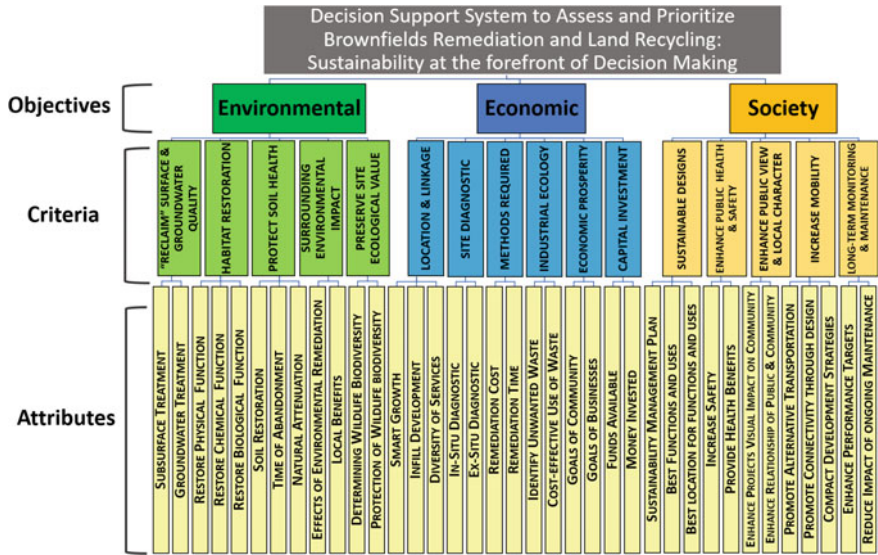 Decision Support System to Assess and Prioritize
Brownfields Remediation and Land Recycling:
Sustainability at the forefront of Decision Making
Objectives
Environmental
Economic
Society
Criteria
"RECLAIM" SURFACE &
GROUNDWATER
QUALITY
HABITAT RESTORATION
PROTECT SOIL HEALTH
SURROUNDING
ENVIRONMENTAL
IMPACT
PRESERVE SITE
ECOLOGICAL VALUE
LOCATION & LINKAGE
SITE DIAGNOSTIC
METHODS REQUIRED
INDUSTRIAL ECOLOGY
ECONOMIC PROSPERITY
CAPITAL INVESTMENT
SUSTAINABLE DESIGNS
ENHANCE PUBLIC HEALTH
& SAFETY
ENHANCE PUBLIC VIEW
& LOCAL CHARACTER
INCREASE MOBILITY
LONG-TERM MONITORING
& MAINTENANCE
Attributes
SUBSURFACE TREATMENT
GROUNDWATER TREATMENT
RESTORE PHYSICAL FUNCTION
RESTORE CHEMICAL FUNCTION
RESTORE BIOLOGICAL FUNCTION
SOIL RESTORATION
TIME OF ABANDONMENT
NATURAL ATTENUATION
EFFECTS OF ENVIRONMENTAL REMEDIATION
LOCAL BENEFITS
DETERMINING WILDLIFE BIODIVERSITY
PROTECTION OF WILDLIFE BIODIVERSITY
SMART GROWTH
INFILL DEVELOPMENT
DIVERSITY OF SERVICES
IN-SITU DIAGNOSTIC
EX-SITU DIAGNOSTIC
REMEDIATION COST
REMEDIATION TIME
IDENTIFY UNWANTED WASTE
COST-EFFECTIVE USE OF WASTE
GOALS OF COMMUNITY
GOALS OF BUSINESSES
FUNDS AVAILABLE
MONEY INVESTED
SUSTAINABILITY MANAGEMENT PLAN
BEST FUNCTIONS AND USES
BEST LOCATION FOR FUNCTIONS AND USES
INCREASE SAFETY
PROVIDE HEALTH BENEFITS
ENHANCE PROJECTS VISUAL IMPACT ON COMMUNITY
ENHANCE RELATIONSHIP OF PUBLIC & COMMUNITY
PROMOTE ALTERNATIVE TRANSPORTATION
PROMOTE CONNECTIVITY THROUGH DESIGN
COMPACT DEVELOPMENT STRATEGIES
ENHANCE PERFORMANCE TARGETS
REDUCE IMPACT OF ONGOING MAINTENANCE